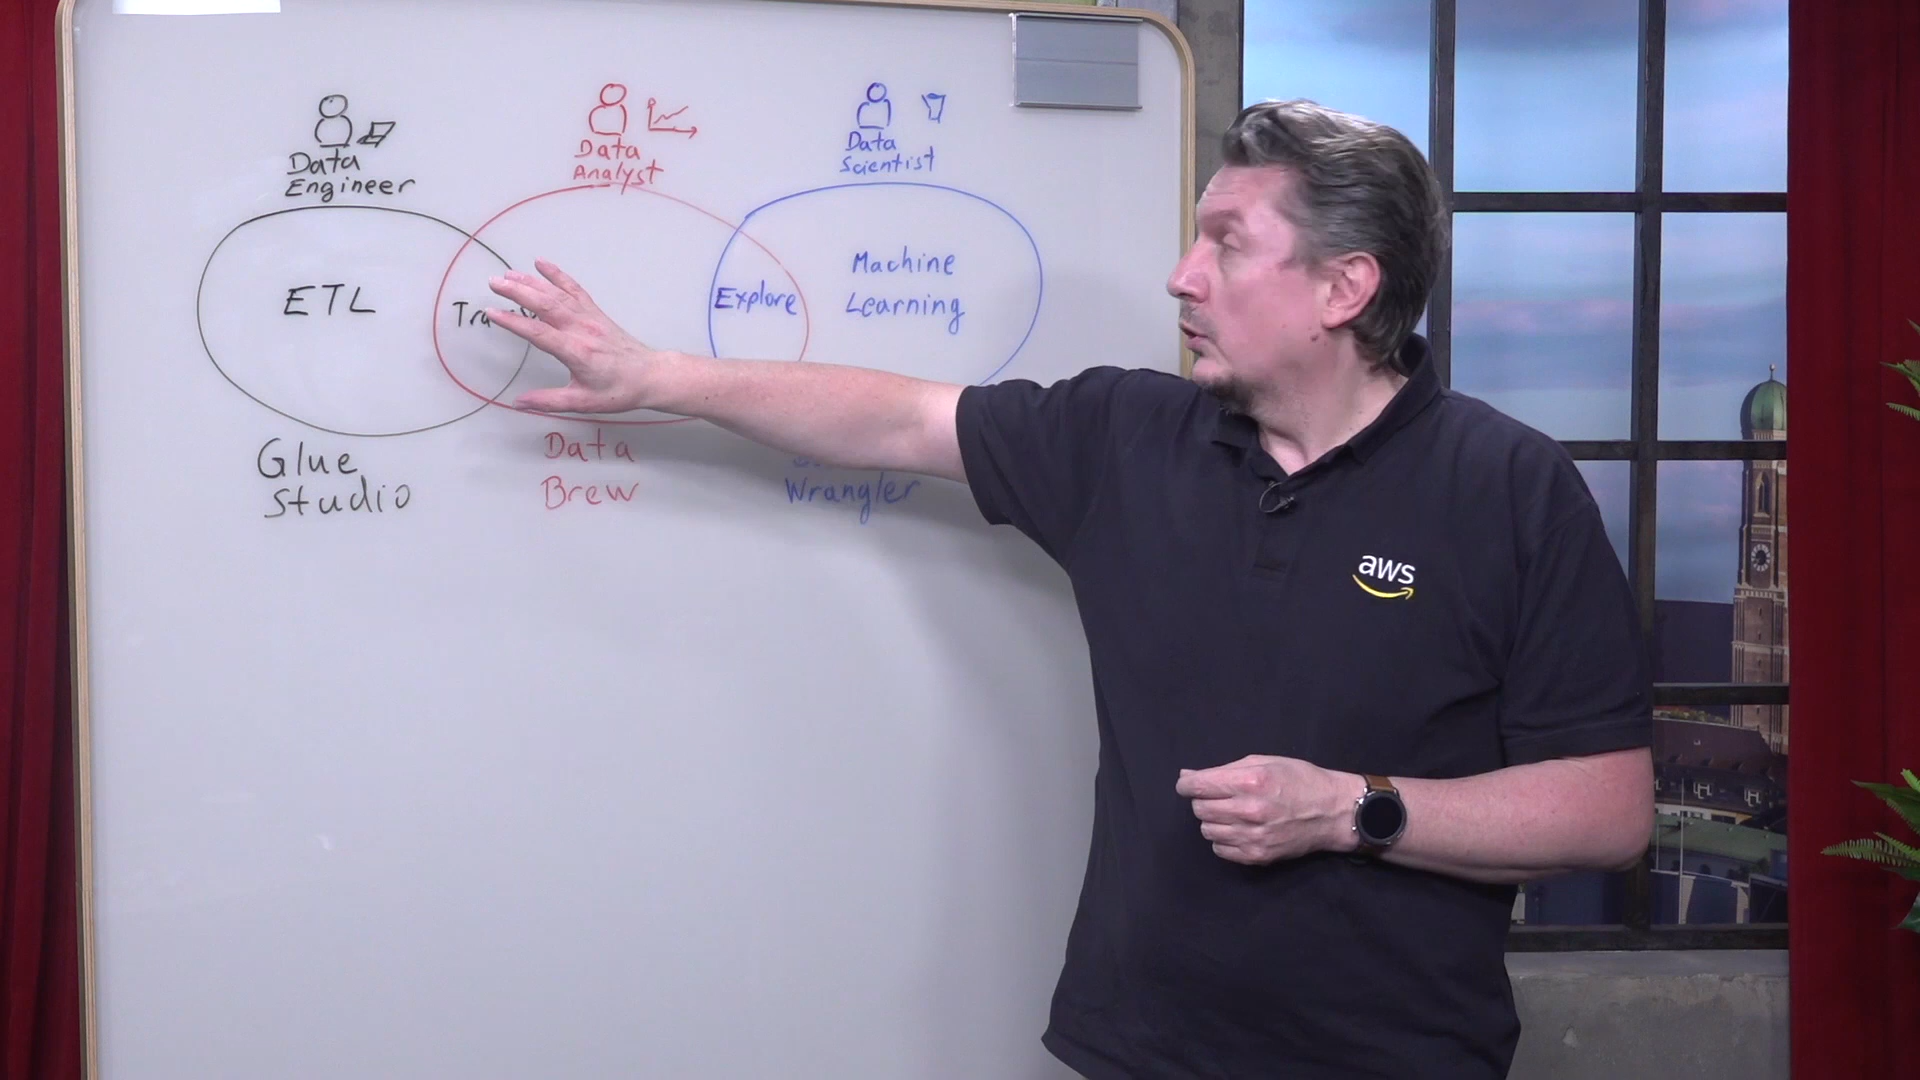 Data
Engineer
Data
Analyst
Data
Scientist
ETL
Explore
Machine
Learning
Glue
Studio
Data
Brew
Wrangler
aws